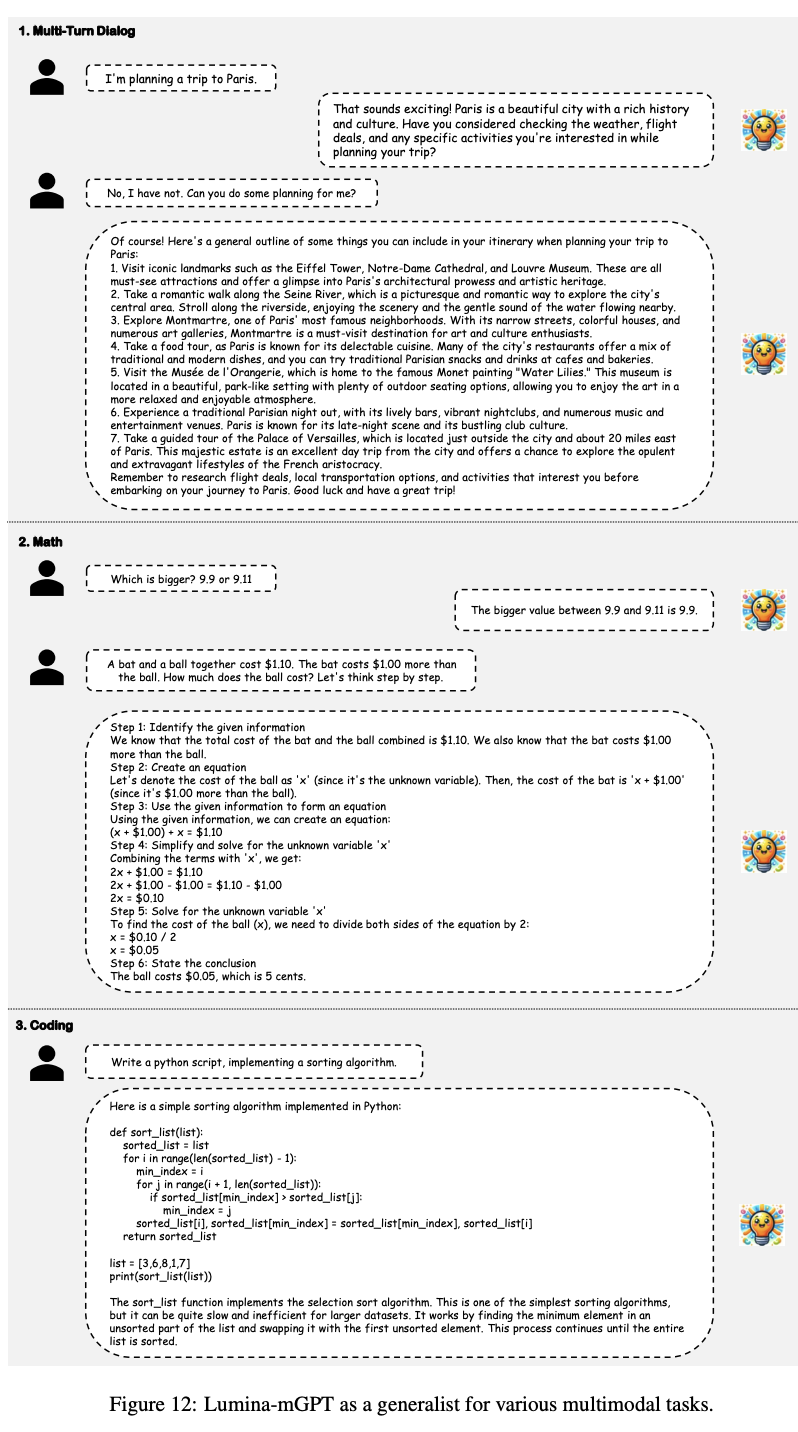 1. Multi-Turn Dialog
I'm planning a trip to Paris.
That sounds exciting! Paris is a beautiful city with a rich history
and culture. Have you considered checking the weather, flight
deals, and any specific activities you're interested in while
planning your trip?
No, I have not. Can you do some planning for me?
Of course! Here's a general outline of some things you can include in your itinerary when planning your trip to
Paris:
1. Visit iconic landmarks such as the Eiffel Tower, Notre-Dame Cathedral, and Louvre Museum. These are all
must-see attractions and offer a glimpse into Paris's architectural prowess and artistic heritage.
2. Take a romantic walk along the Seine River, which is a picturesque and romantic way to explore the city's
central area. Stroll along the riverside, enjoying the scenery and the gentle sound of the water flowing nearby.
3. Explore Montmartre, one of Paris' most famous neighborhoods. With its narrow streets, colorful houses, and
numerous art galleries, Montmartre is a must-visit destination for art and culture enthusiasts.
4. Take a food tour, as Paris is known for its delectable cuisine. Many of the city's restaurants offer a mix of
traditional and modern dishes, and you can try traditional Parisian snacks and drinks at cafes and bakeries.
5. Visit the Musée de l'Orangerie, which is home to the famous Monet painting "Water Lilies." This museum is
located in a beautiful, park-like setting with plenty of outdoor seating options, allowing you to enjoy the art in a
more relaxed and enjoyable atmosphere.
6. Experience a traditional Parisian night out, with its lively bars, vibrant nightclubs, and numerous music and
entertainment venues. Paris is known for its late-night scene and its bustling club culture.
7. Take a guided tour of the Palace of Versailles, which is located just outside the city and about 20 miles east
of Paris. This majestic estate is an excellent day trip from the city and offers a chance to explore the opulent
and extravagant lifestyles of the French aristocracy.
Remember to research flight deals, local transportation options, and activities that interest you before
embarking on your journey to Paris. Good luck and have a great trip!
2. Math
Which is bigger? 9.9 or 9.11
The bigger value between 9.9 and 9.11 is 9.9.
A bat and a ball together cost $1.10. The bat costs $1.00 more than
the ball. How much does the ball cost? Let's think step by step.
Step 1: Identify the given information
We know that the total cost of the bat and the ball combined is $1.10. We also know that the bat costs $1.00
more than the ball.
Step 2: Create an equation
Let's denote the cost of the ball as 'x' (since it's the unknown variable). Then, the cost of the bat is 'x + $1.00'
(since it's $1.00 more than the ball).
Step 3: Use the given information to form an equation
Using the given information, we can create an equation:
(x + $1.00) + x = $1.10
Step 4: Simplify and solve for the unknown variable 'x'
Combining the terms with 'x', we get:
2x + $1.00 = $1.10
2x + $1.00 - $1.00 = $1.10 - $1.00
2x = $0.10
Step 5: Solve for the unknown variable 'x'
To find the cost of the ball (x), we need to divide both sides of the equation by 2:
x = $0.10 / 2
x = $0.05
Step 6: State the conclusion
The ball costs $0.05, which is 5 cents.
3. Coding
Write a python script, implementing a sorting algorithm.
Here is a simple sorting algorithm implemented in Python:
def sort_list(list):
sorted_list = list
for i in range(len(sorted_list) - 1):
min_index = i
for j in range(i + 1, len(sorted_list)):
if sorted_list[min_index] > sorted_list[j]:
min_index = j
sorted_list[i], sorted_list[min_index] = sorted_list[min_index], sorted_list[i]
return sorted_list
list = [3,6,8,1,7]
print(sort_list(list))
The sort_list function implements the selection sort algorithm. This is one of the simplest sorting algorithms,
but it can be quite slow and inefficient for larger datasets. It works by finding the minimum element in an
unsorted part of the list and swapping it with the first unsorted element. This process continues until the entire
list is sorted.
Figure 12: Lumina-mGPT as a generalist for various multimodal tasks.